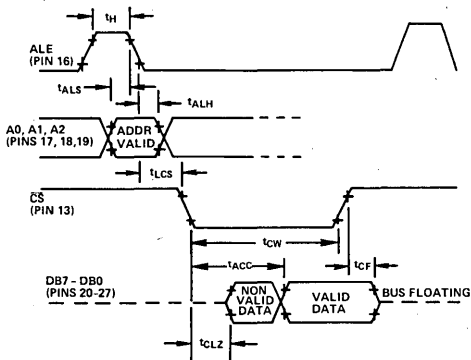 tH
ALE
(PIN 16)
tALS
tALH
A0, A1, A2
(PINS 17, 18,19)
ADDR
VALID
tLCS
CS
(PIN 13)
tCW
tACC
tCF
DB7 - DB0
(PINS 20-27)
NON
VALID
DATA
VALID
DATA
BUS FLOATING
tCLZ